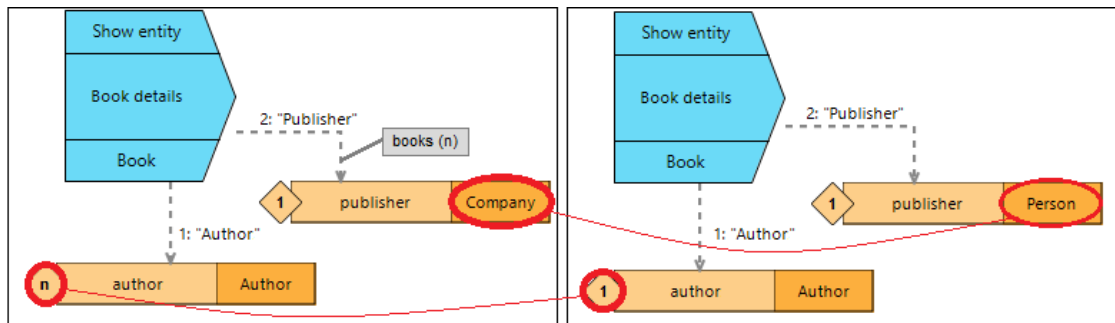 Show entity
Book details
2: "Publisher"
books (n)
Book
1 publisher Company
1: "Author"
n author Author
Show entity
Book details
2: "Publisher"
Book
1 publisher Person
1: "Author"
1 author Author